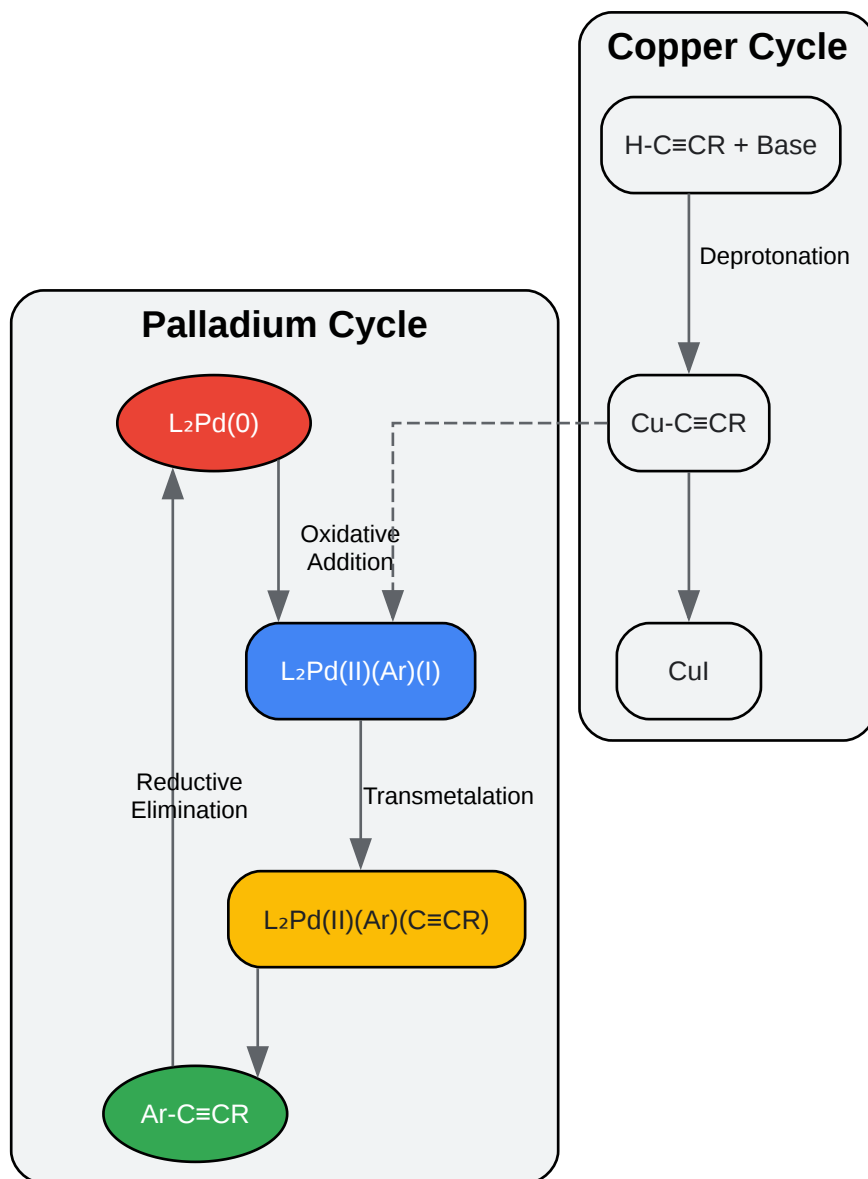 Copper Cycle
H-C≡CR + Base
Deprotonation
Cu-C≡CR
CuI
Palladium Cycle
L₂Pd(0)
Oxidative
Addition
L₂Pd(II)(Ar)(I)
Reductive
Elimination
Transmetalation
L₂Pd(II)(Ar)(C≡CR)
Ar-C≡CR